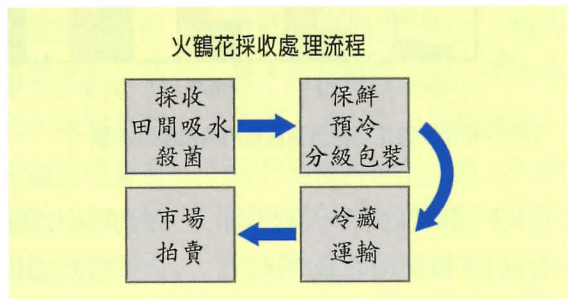 火鶴花採收處理流程
採收
田間吸水
殺菌
保鮮
預冷
分級包裝
冷藏
運輸
市場
拍賣